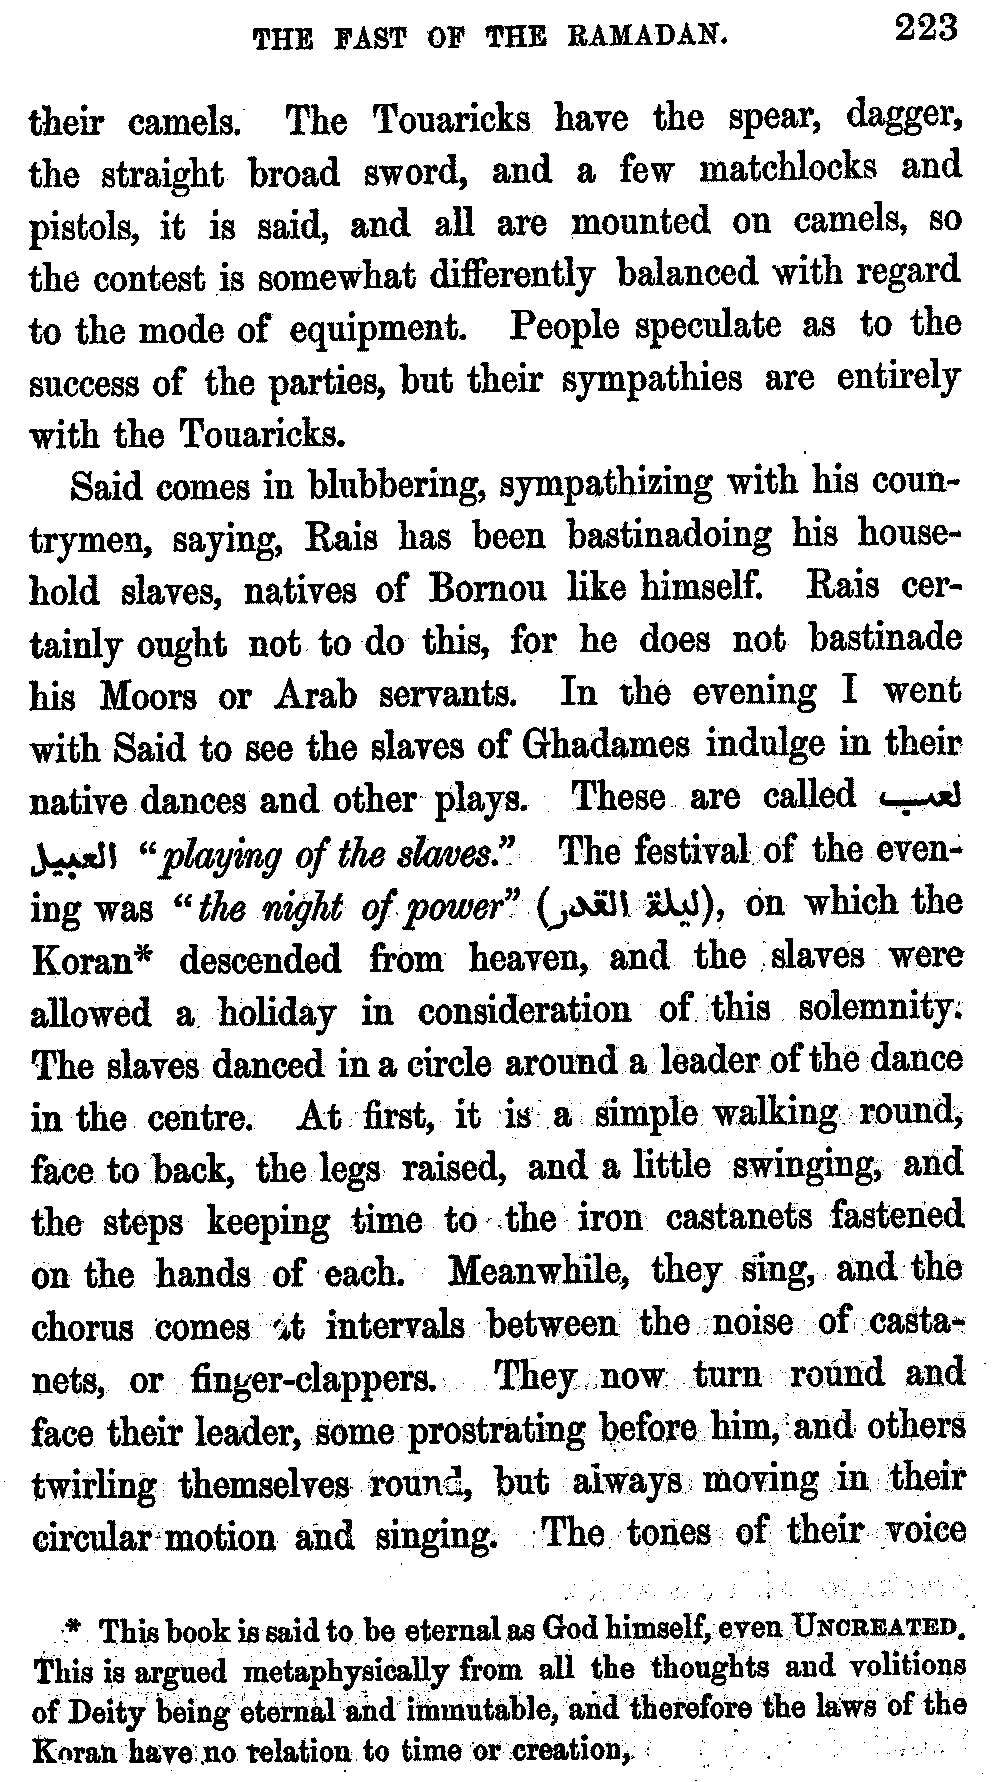 THE FAST OF THE RAMADAN. 223
their camels. The Touaricks have the spear, dagger,
the straight broad sword, and a few matchlocks and
pistols, it is said, and all are mounted on camels, so
the contest is somewhat differently balanced with regard
to the mode of equipment. People speculate as to the
success of the parties, but their sympathies are entirely
with the Touaricks.
Said comes in blubbering, sympathizing with his coun-
trymen, saying, Rais has been bastinadoing his house-
hold slaves, natives of Bornou like himself. Rais cer-
tainly ought not to do this, for he does not bastinade
his Moors or Arab servants. In the evening I went
with Said to see the slaves of Ghadames indulge in their
native dances and other plays. These are called لعب
العبيد "playing of the slaves." The festival of the even-
ing was "the night of power" (ليلة القدر), on which the
Koran* descended from heaven, and the slaves were
allowed a holiday in consideration of this solemnity.
The slaves danced in a circle around a leader of the dance
in the centre. At first, it is a simple walking round,
face to back, the legs raised, and a little swinging, and
the steps keeping time to the iron castanets fastened
on the hands of each. Meanwhile, they sing, and the
chorus comes at intervals between the noise of casta-
nets, or finger-clappers. They now turn round and
face their leader, some prostrating before him, and others
twirling themselves round, but always moving in their
circular motion and singing. The tones of their voice
* This book is said to be eternal as God himself, even UNCREATED.
This is argued metaphysically from all the thoughts and volitions
of Deity being eternal and immutable, and therefore the laws of the
Koran have no relation to time or creation,